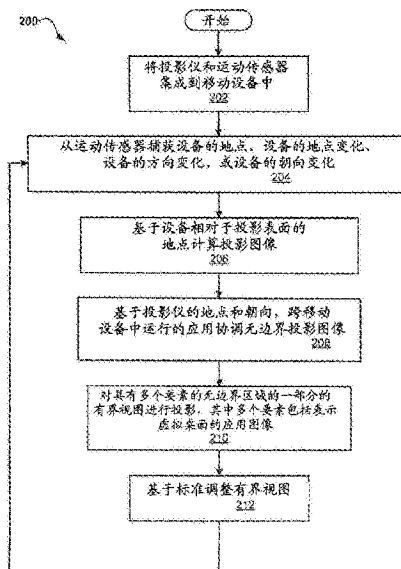 200
开始
将投影仪和运动传感器
集成到移动设备中
202
从运动传感器捕获设备的地点、设备的地点变化、
设备的方向变化，或设备的朝向变化
204
基于设备相对于投影表面的
地点计算投影图像
206
基于投影仪的地点和朝向，跨移动
设备中运行的应用协调无边界投影图像
208
对具有多个要素的无边界区域的一部分的
有界视图进行投影，其中多个要素包括表示
虚拟桌面的应用图像
210
基于标准调整有界视图
212